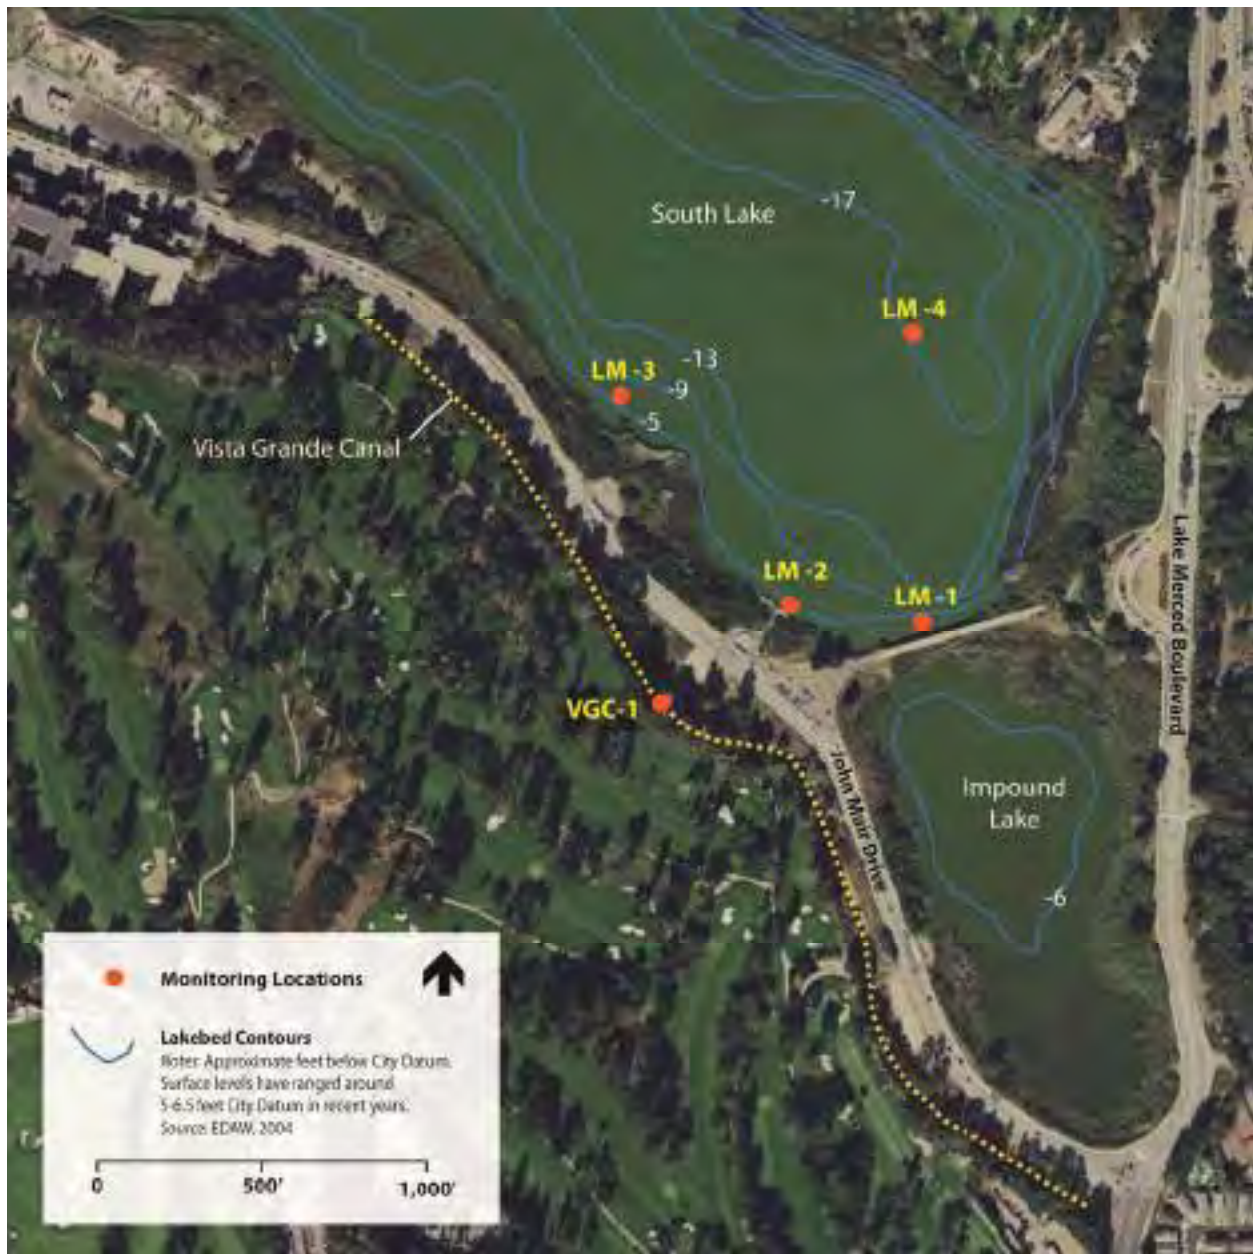 -17
South Lake
LM -4
-13
LM -3
-9
-5
Vista Grande Canal
LM -2
LM -1
Lake Merced Boulevard
VGC-1
John Muir Drive
Impound
Lake
-6
Monitoring Locations
Lakebed Contours
Note: Approximate feet below City Datum.
Surface levels have ranged around
5-6.5 feet City Datum in recent years.
Source: EDAW, 2004
0
500'
1,000'